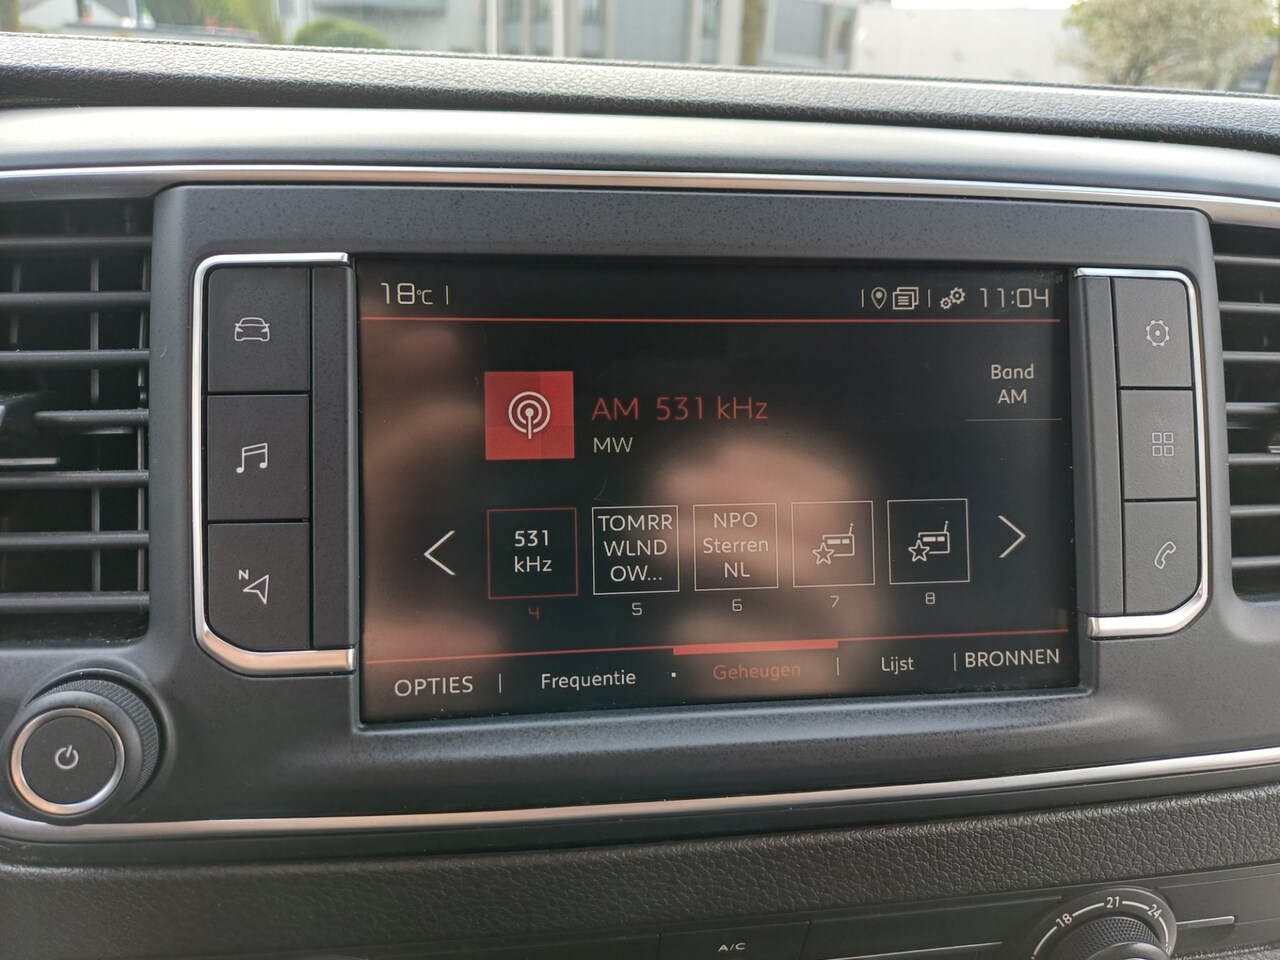 18°C
11:04
Band
AM
AM 531 kHz
MW
531
kHz
4
TOMRR
WLND
OW...
5
NPO
Sterren
NL
6
7
8
OPTIES
Frequentie
Geheugen
Lijst
BRONNEN
N
A/C
18
21
24